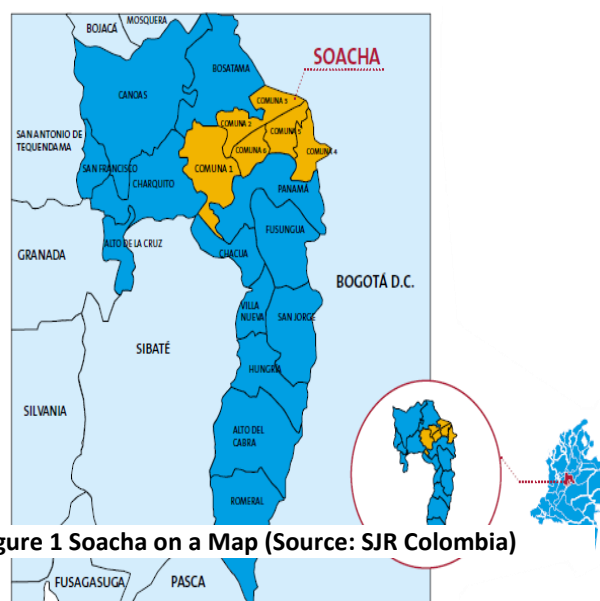 MOSQUERA
BOJACÁ
SOACHA
BOSATAMA
CANOAS
COMUNA 3
COMUNA 2
COMUNA 5
SAN ANTONIO DE
TEQUENDAMA
COMUNA 6
COMUNA 4
SAN FRANCISCO
COMUNA 1
CHARQUITO
PANAMÁ
FUSUNGUA
ALTO DE LA CRUZ
GRANADA
CHACUA
BOGOTÁ D.C.
VILLA
NUEVA
SAN JORGE
SIBATÉ
HUNGRIA
SILVANIA
ALTO DEL
CABRA
ROMERAL
gure 1 Soacha on a Map (Source: SJR Colombia)
FUSAGASUGA
PASCA